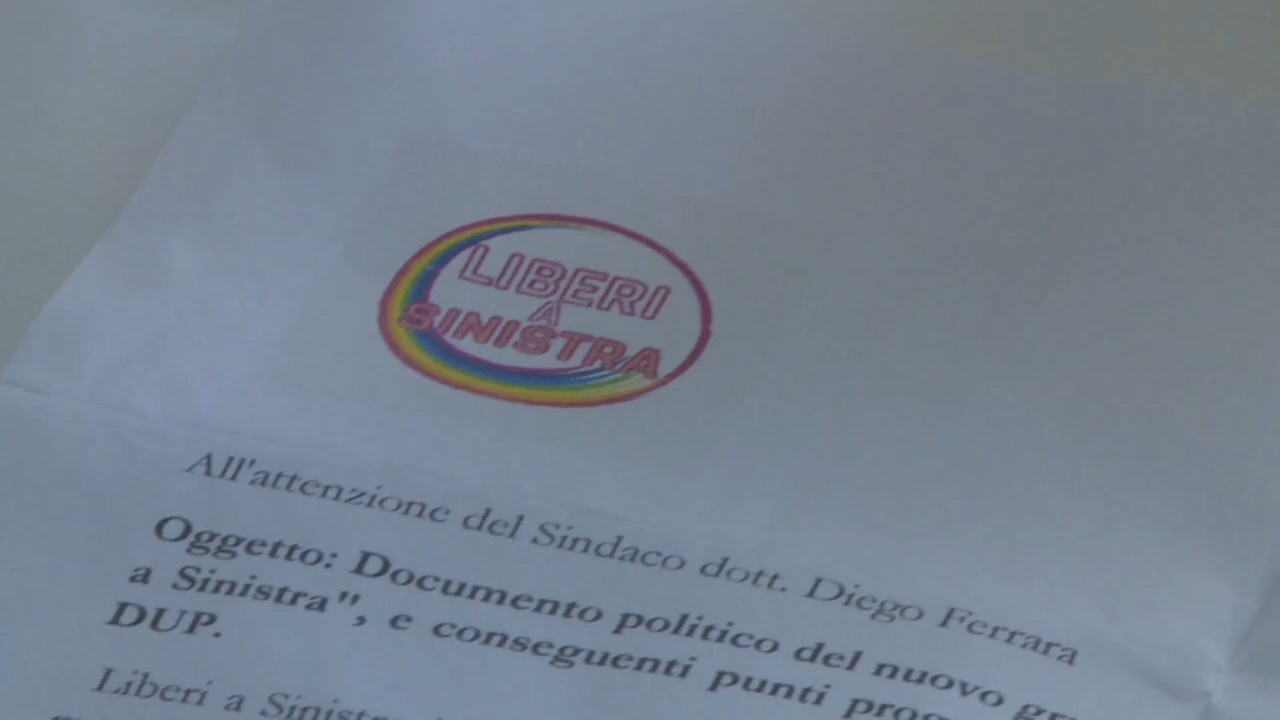 LIBERI
A
SINISTRA
All'attenzione del Sindaco dott. Diego Ferrara
Oggetto: Documento politico del nuovo
a Sinistra", e conseguenti punti
DUP.
Liberi a Sinistra